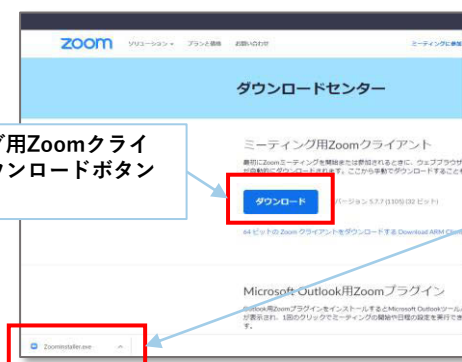 zoom ソリューション プランと価格 お問い合わせ ミーティングに参加
ダウンロードセンター
グ用Zoomクライ
ウンロードボタン
ミーティング用Zoomクライアント
最初にZoomミーティングを開始または参加されるときに、ウェブブラウザ
が自動的にダウンロードされます。ここから手動でダウンロードすることも
ダウンロード バージョン 5.7.7 (1105) (32 ビット)
64 ビットの Zoom クライアントをダウンロードする Download ARM Client
Microsoft Outlook用Zoomプラグイン
Outlook用Zoomプラグインをインストールするとに Microsoft Outlookツール
が表示され、1回のクリックでミーティングの開始や日程の設定を実行でき
す。
ZoomInstaller.exe